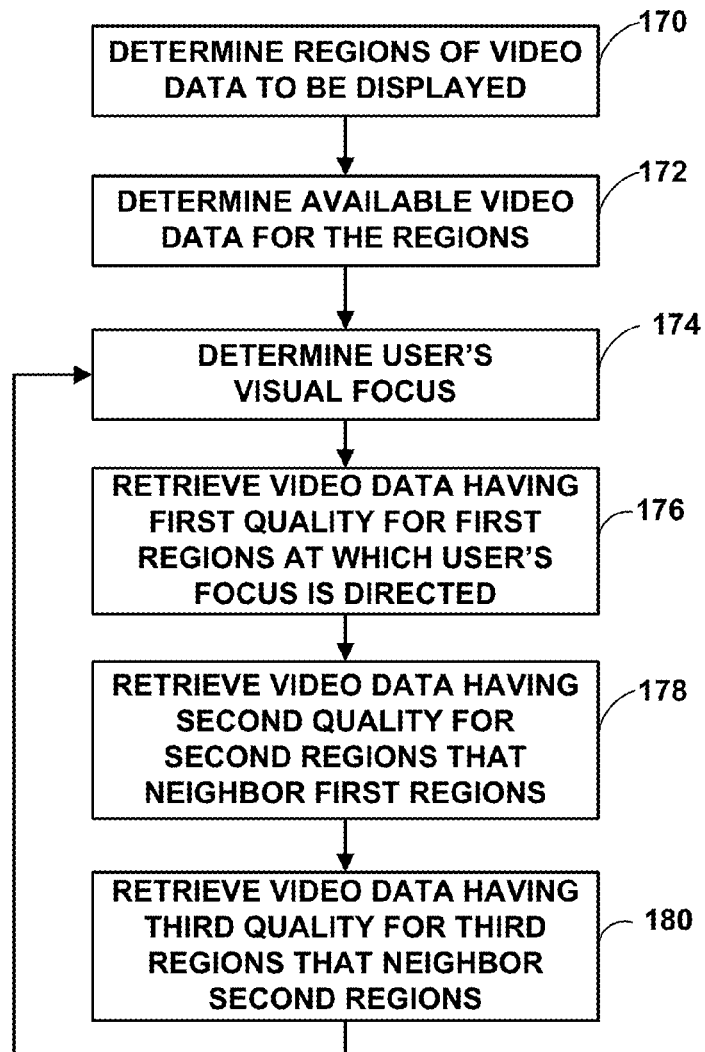 170
DETERMINE REGIONS OF VIDEO
DATA TO BE DISPLAYED
172
DETERMINE AVAILABLE VIDEO
DATA FOR THE REGIONS
174
DETERMINE USER'S
VISUAL FOCUS
RETRIEVE VIDEO DATA HAVING
FIRST QUALITY FOR FIRST
REGIONS AT WHICH USER'S
FOCUS IS DIRECTED
176
RETRIEVE VIDEO DATA HAVING
SECOND QUALITY FOR
SECOND REGIONS THAT
NEIGHBOR FIRST REGIONS
178
RETRIEVE VIDEO DATA HAVING
THIRD QUALITY FOR THIRD
REGIONS THAT NEIGHBOR
SECOND REGIONS
180